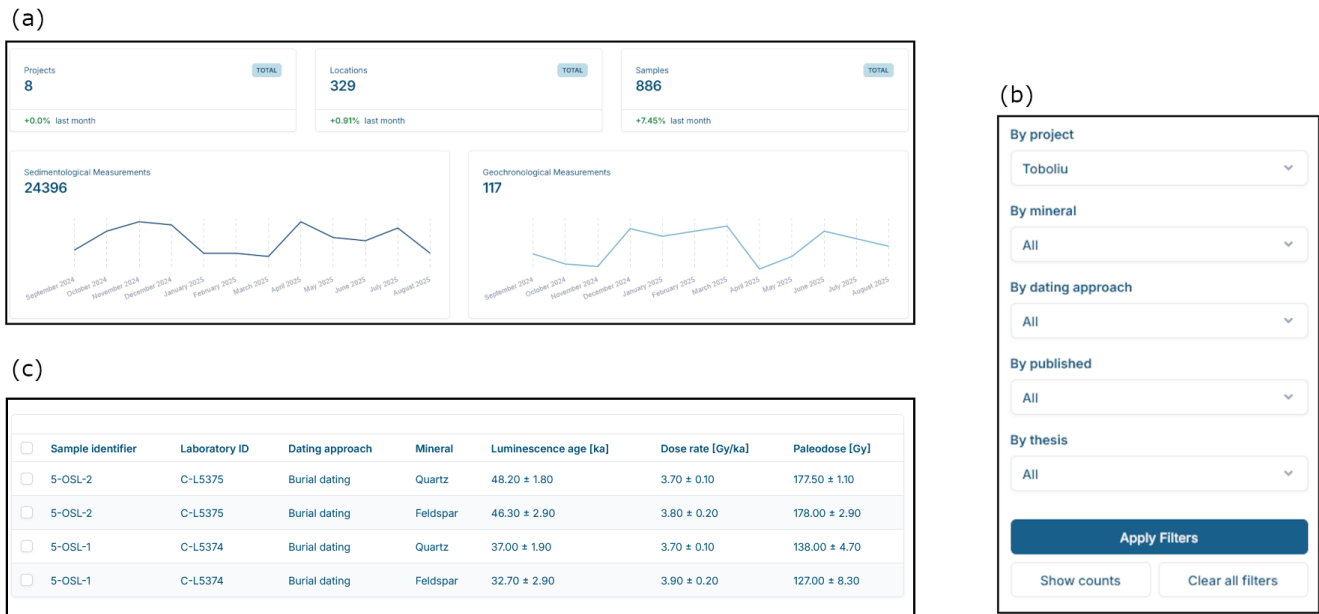 (a)
Projects TOTAL
8
+0.0% last month
Locations TOTAL
329
+0.91% last month
Samples TOTAL
886
+7.45% last month
Sedimentological Measurements
24396
September 2024 October 2024 November 2024 December 2024 January 2025 February 2025 March 2025 April 2025 May 2025 June 2025 July 2025 August 2025
Geochronological Measurements
117
September 2024 October 2024 November 2024 December 2024 January 2025 February 2025 March 2025 April 2025 May 2025 June 2025 July 2025 August 2025
(b)
By project
Toboliu
By mineral
All
By dating approach
All
By published
All
By thesis
All
Apply Filters
Show counts Clear all filters
(c)
Sample identifier Laboratory ID Dating approach Mineral Luminescence age [ka] Dose rate [Gy/ka] Paleodose [Gy]
5-OSL-2 C-L5375 Burial dating Quartz 48.20 ± 1.80 3.70 ± 0.10 177.50 ± 1.10
5-OSL-2 C-L5375 Burial dating Feldspar 46.30 ± 2.90 3.80 ± 0.20 178.00 ± 2.90
5-OSL-1 C-L5374 Burial dating Quartz 37.00 ± 1.90 3.70 ± 0.10 138.00 ± 4.70
5-OSL-1 C-L5374 Burial dating Feldspar 32.70 ± 2.90 3.90 ± 0.20 127.00 ± 8.30